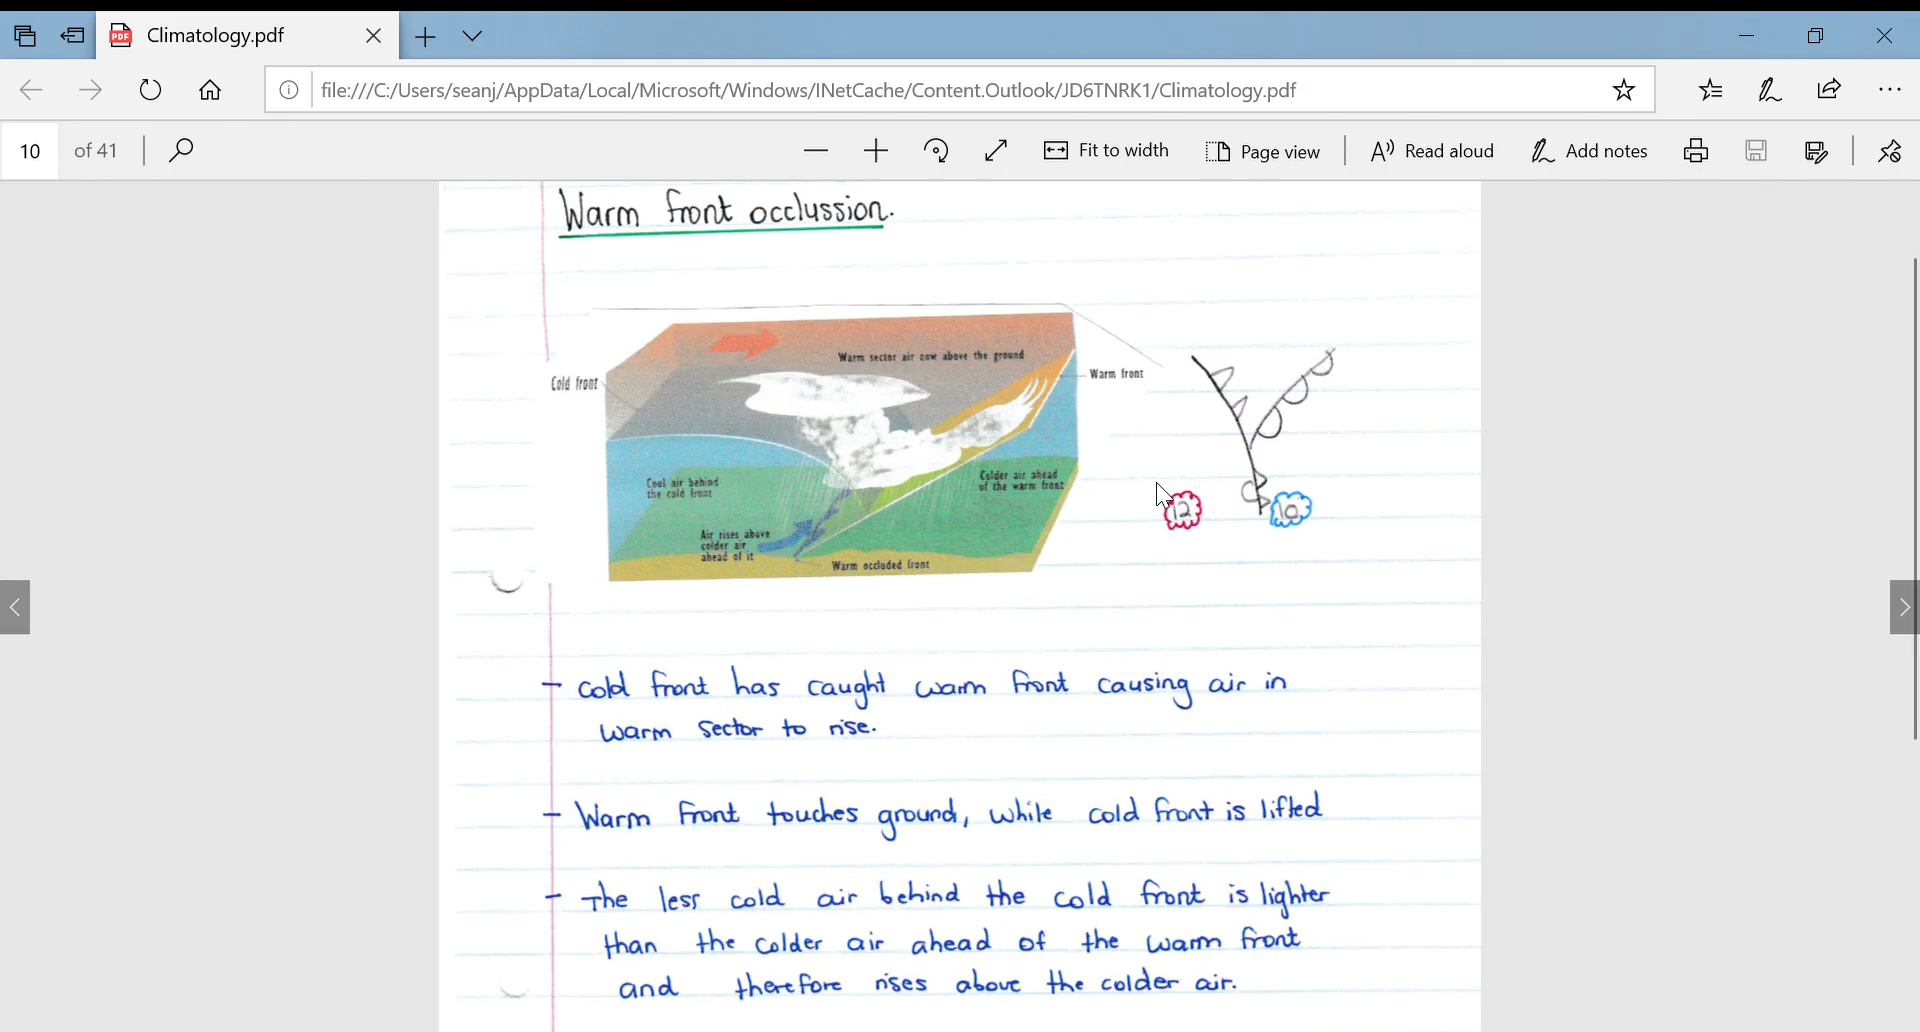 Climatology.pdf
file:///C:/Users/seanj/AppData/Local/Microsoft/Windows/INetCache/Content.Outlook/JD6TNRK1/Climatology.pdf
10 of 41
Fit to width
Page view
Read aloud
Add notes
Warm front occlussion.
Warm sector air now above the ground
Cold front
Warm front
Cool air behind
the cold front
Colder air ahead
of the warm front
Air rises above
colder air
ahead of it
Warm occluded front
12
10
- Cold front has caught warm front causing air in
warm sector to rise.
- Warm front touches ground, while cold front is lifted
- The less cold air behind the cold front is lighter
than the colder air ahead of the warm front
and therefore rises above the colder air.